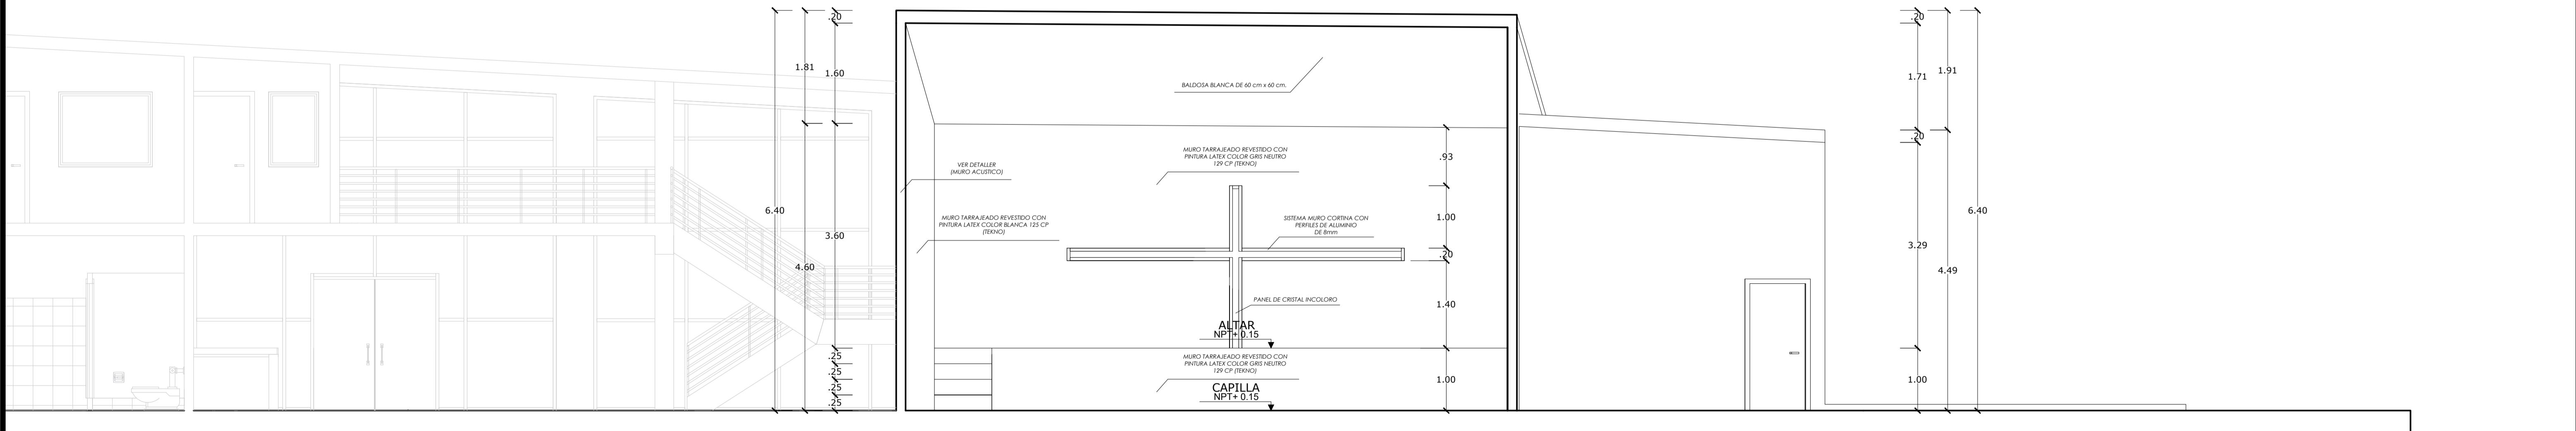 .20
1.81
1.60
6.40
3.60
4.60
.25
.25
.25
.25
BALDOSA BLANCA DE 60 cm x 60 cm.
VER DETALLER
(MURO ACUSTICO)
MURO TARRAJEADO REVESTIDO CON
PINTURA LATEX COLOR GRIS NEUTRO
129 CP (TEKNO)
MURO TARRAJEADO REVESTIDO CON
PINTURA LATEX COLOR BLANCA 125 CP
(TEKNO)
SISTEMA MURO CORTINA CON
PERFILES DE ALUMINIO
DE 8mm
PANEL DE CRISTAL INCOLORO
ALTAR
NPT+ 0.15
MURO TARRAJEADO REVESTIDO CON
PINTURA LATEX COLOR GRIS NEUTRO
129 CP (TEKNO)
CAPILLA
NPT+ 0.15
.93
1.00
.20
1.40
1.00
.20
1.71
1.91
.20
6.40
3.29
4.49
1.00